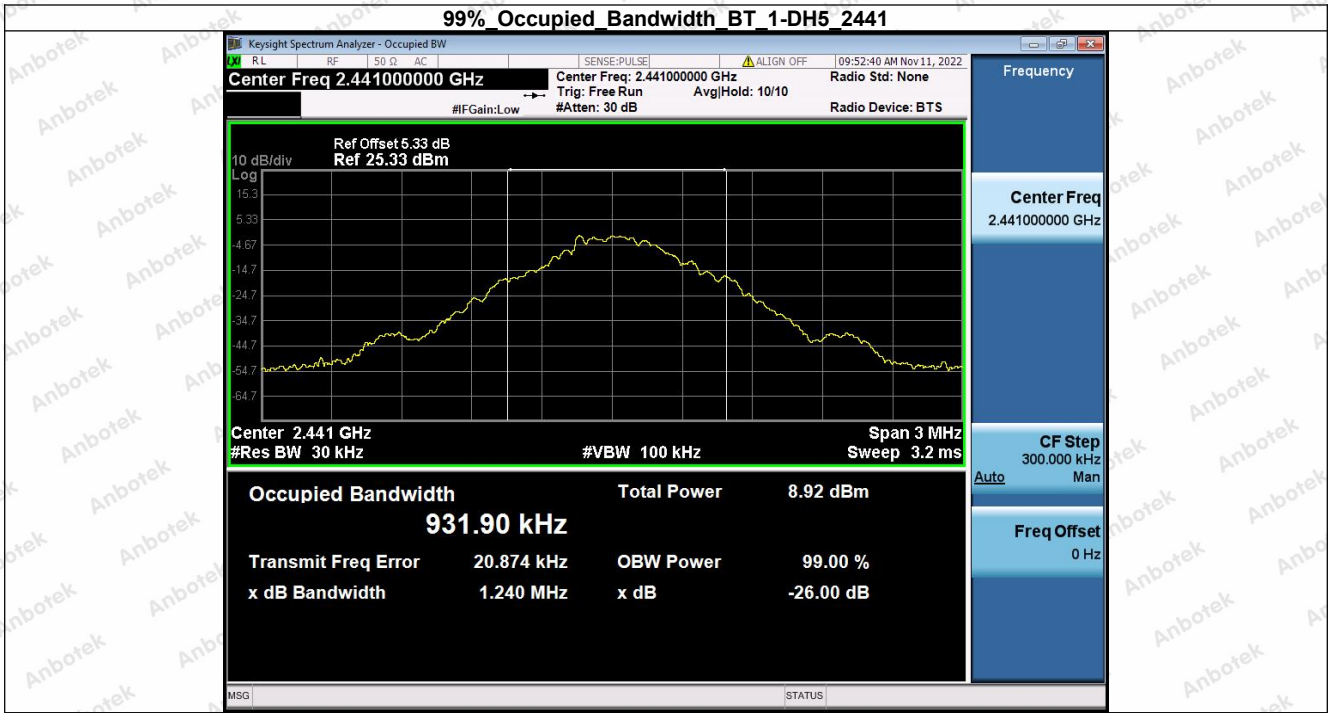 99%_Occupied_Bandwidth_BT_1-DH5_2441
Keysight Spectrum Analyzer - Occupied BW
LXI RL RF 50 Ω AC SENSE:PULSE ALIGN OFF 09:52:40 AM Nov 11, 2022
Center Freq 2.441000000 GHz
Center Freq: 2.441000000 GHz
Radio Std: None
Trig: Free Run Avg|Hold: 10/10
#IFGain:Low
#Atten: 30 dB
Radio Device: BTS
Frequency
Ref Offset 5.33 dB
10 dB/div Ref 25.33 dBm
Log
15.3
5.33
-4.67
-14.7
-24.7
-34.7
-44.7
-54.7
-64.7
Center 2.441 GHz
Span 3 MHz
#Res BW 30 kHz
#VBW 100 kHz
Sweep 3.2 ms
Center Freq
2.441000000 GHz
CF Step
300.000 kHz
Auto Man
Freq Offset
0 Hz
Occupied Bandwidth
931.90 kHz
Total Power 8.92 dBm
Transmit Freq Error 20.874 kHz
OBW Power 99.00 %
x dB Bandwidth 1.240 MHz
x dB -26.00 dB
MSG
STATUS
Anbotek